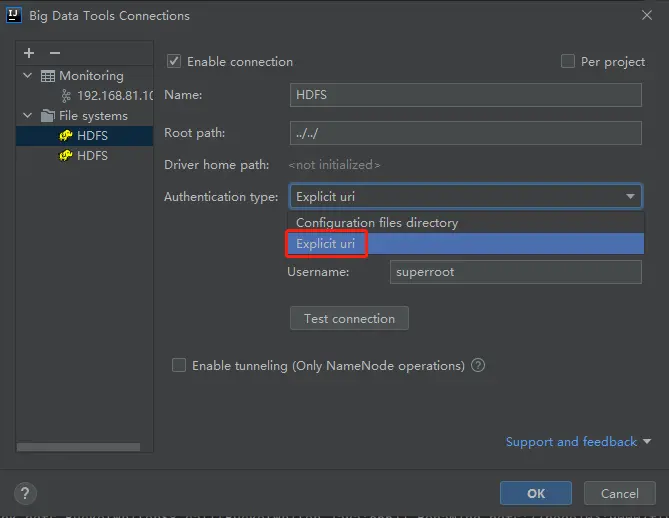 Big Data Tools Connections
Monitoring
192.168.81.10
File systems
HDFS
HDFS
Enable connection
Per project
Name: HDFS
Root path: ../../
Driver home path: <not initialized>
Authentication type: Explicit uri
Configuration files directory
Explicit uri
Username: superroot
Test connection
Enable tunneling (Only NameNode operations) ?
Support and feedback
? OK Cancel